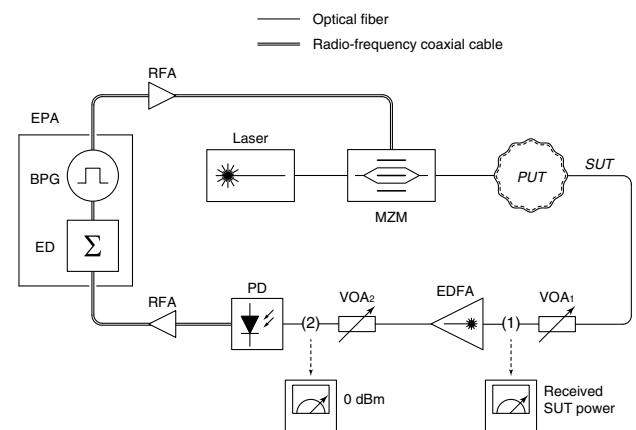 Optical fiber
Radio-frequency coaxial cable
RFA
EPA
Laser
BPG
PUT
SUT
MZM
ED
Σ
RFA
PD
VOA2
EDFA
VOA1
(2)
(1)
0 dBm
Received
SUT power